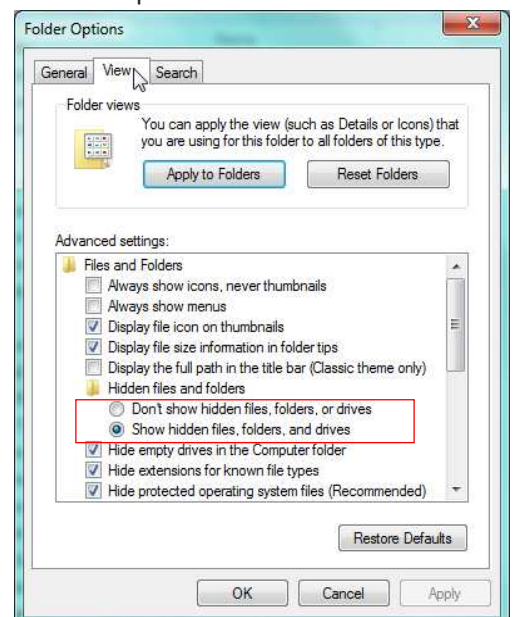 Folder Options
General View Search
Folder views
You can apply the view (such as Details or Icons) that
you are using for this folder to all folders of this type.
Apply to Folders Reset Folders
Advanced settings:
Files and Folders
Always show icons, never thumbnails
Always show menus
Display file icon on thumbnails
Display file size information in folder tips
Display the full path in the title bar (Classic theme only)
Hidden files and folders
Don't show hidden files, folders, or drives
Show hidden files, folders, and drives
Hide empty drives in the Computer folder
Hide extensions for known file types
Hide protected operating system files (Recommended)
Restore Defaults
OK Cancel Apply